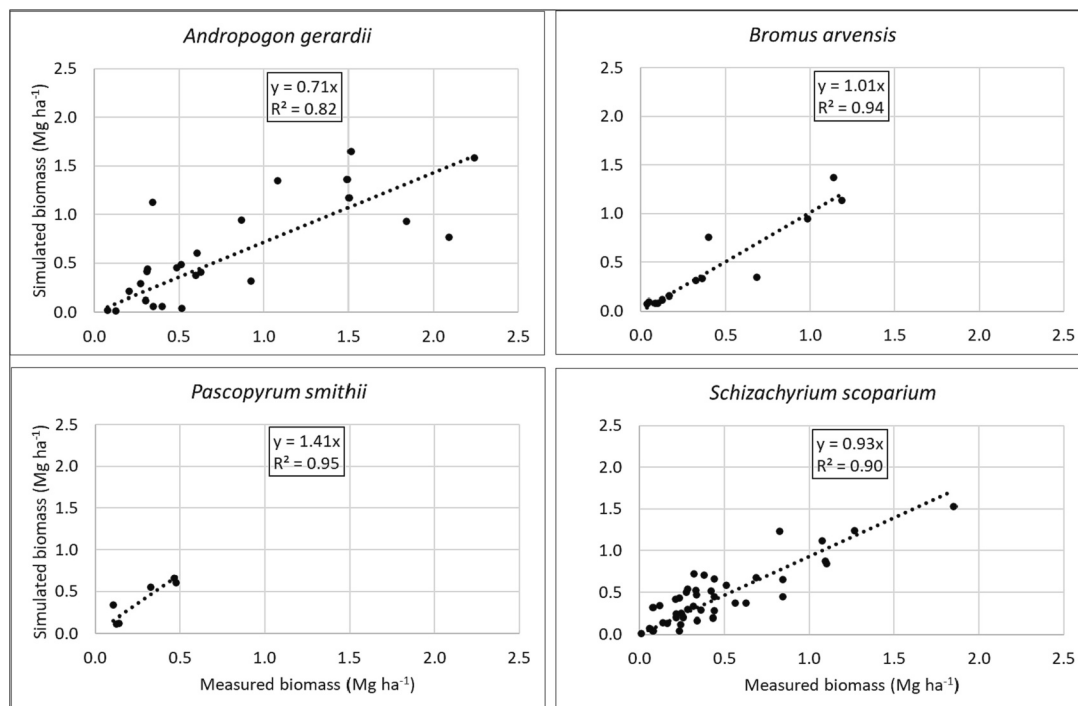 Andropogon gerardii
y = 0.71x
R² = 0.82
Simulated biomass (Mg ha⁻¹)
2.5
2.0
1.5
1.0
0.5
0.0
0.0 0.5 1.0 1.5 2.0 2.5
Bromus arvensis
y = 1.01x
R² = 0.94
2.5
2.0
1.5
1.0
0.5
0.0
0.0 0.5 1.0 1.5 2.0 2.5
Pascopyrum smithii
y = 1.41x
R² = 0.95
Simulated biomass (Mg ha⁻¹)
2.5
2.0
1.5
1.0
0.5
0.0
0.0 0.5 1.0 1.5 2.0 2.5
Measured biomass (Mg ha⁻¹)
Schizachyrium scoparium
y = 0.93x
R² = 0.90
2.5
2.0
1.5
1.0
0.5
0.0
0.0 0.5 1.0 1.5 2.0 2.5
Measured biomass (Mg ha⁻¹)